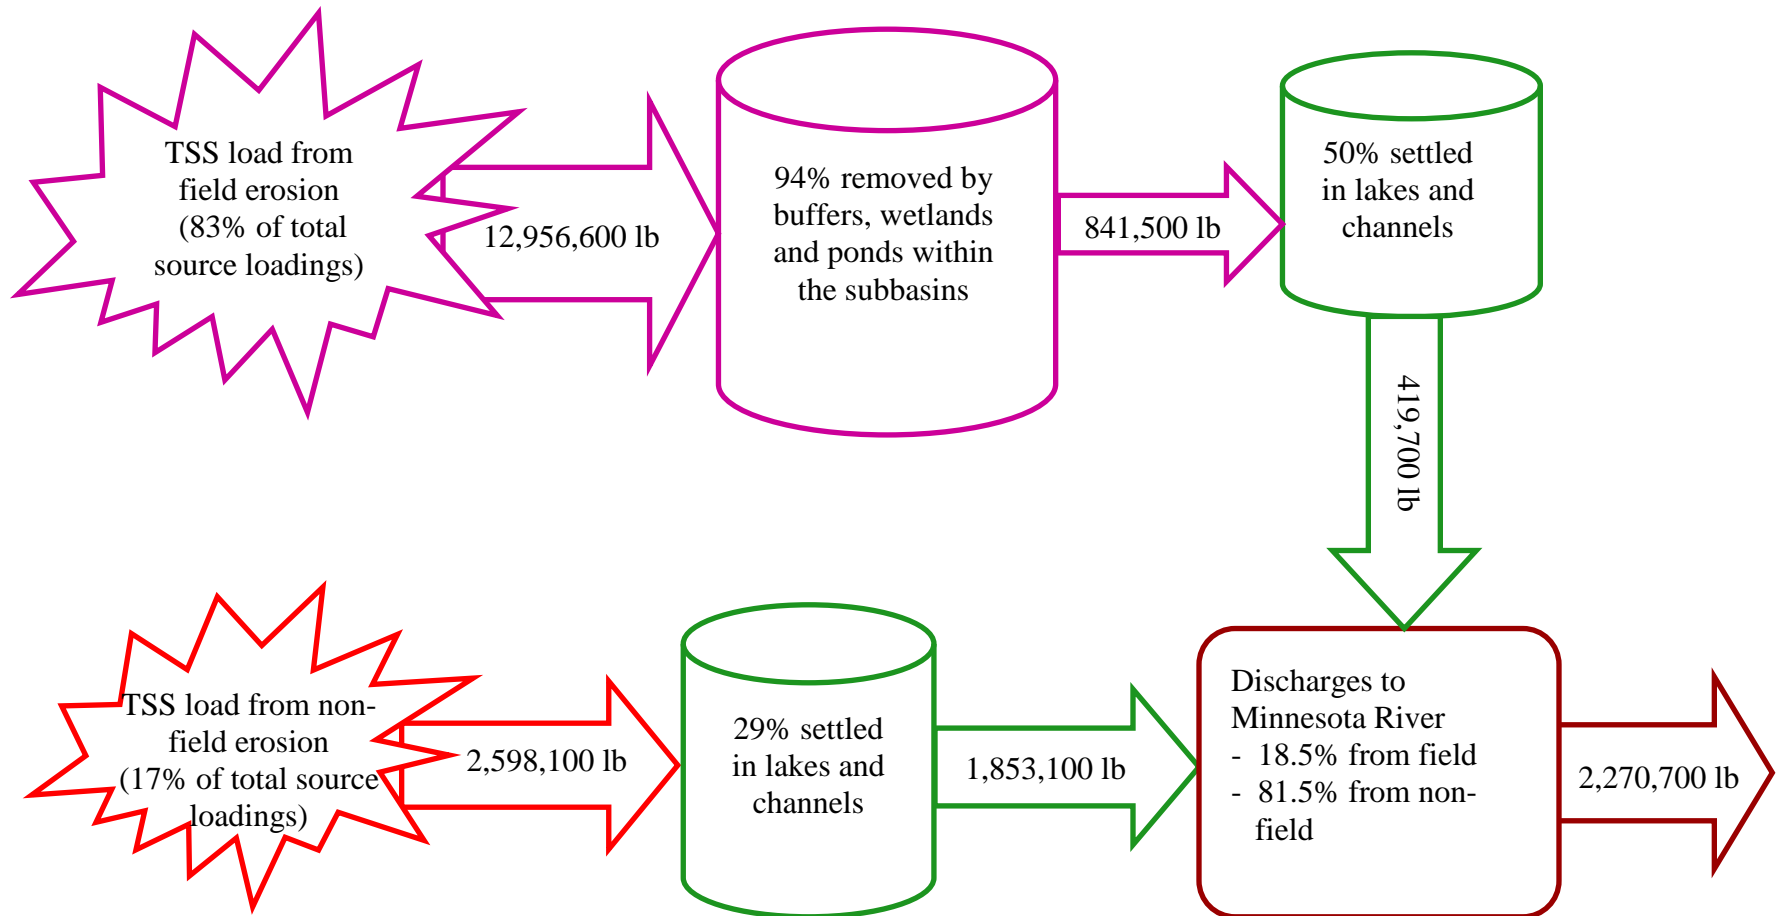 TSS load from
field erosion
(83% of total
source loadings)
12,956,600 lb
94% removed by
buffers, wetlands
and ponds within
the subbasins
841,500 lb
50% settled
in lakes and
channels
419,700 lb
TSS load from non-
field erosion
(17% of total source
loadings)
2,598,100 lb
29% settled
in lakes and
channels
1,853,100 lb
Discharges to
Minnesota River
- 18.5% from field
- 81.5% from non-
field
2,270,700 lb